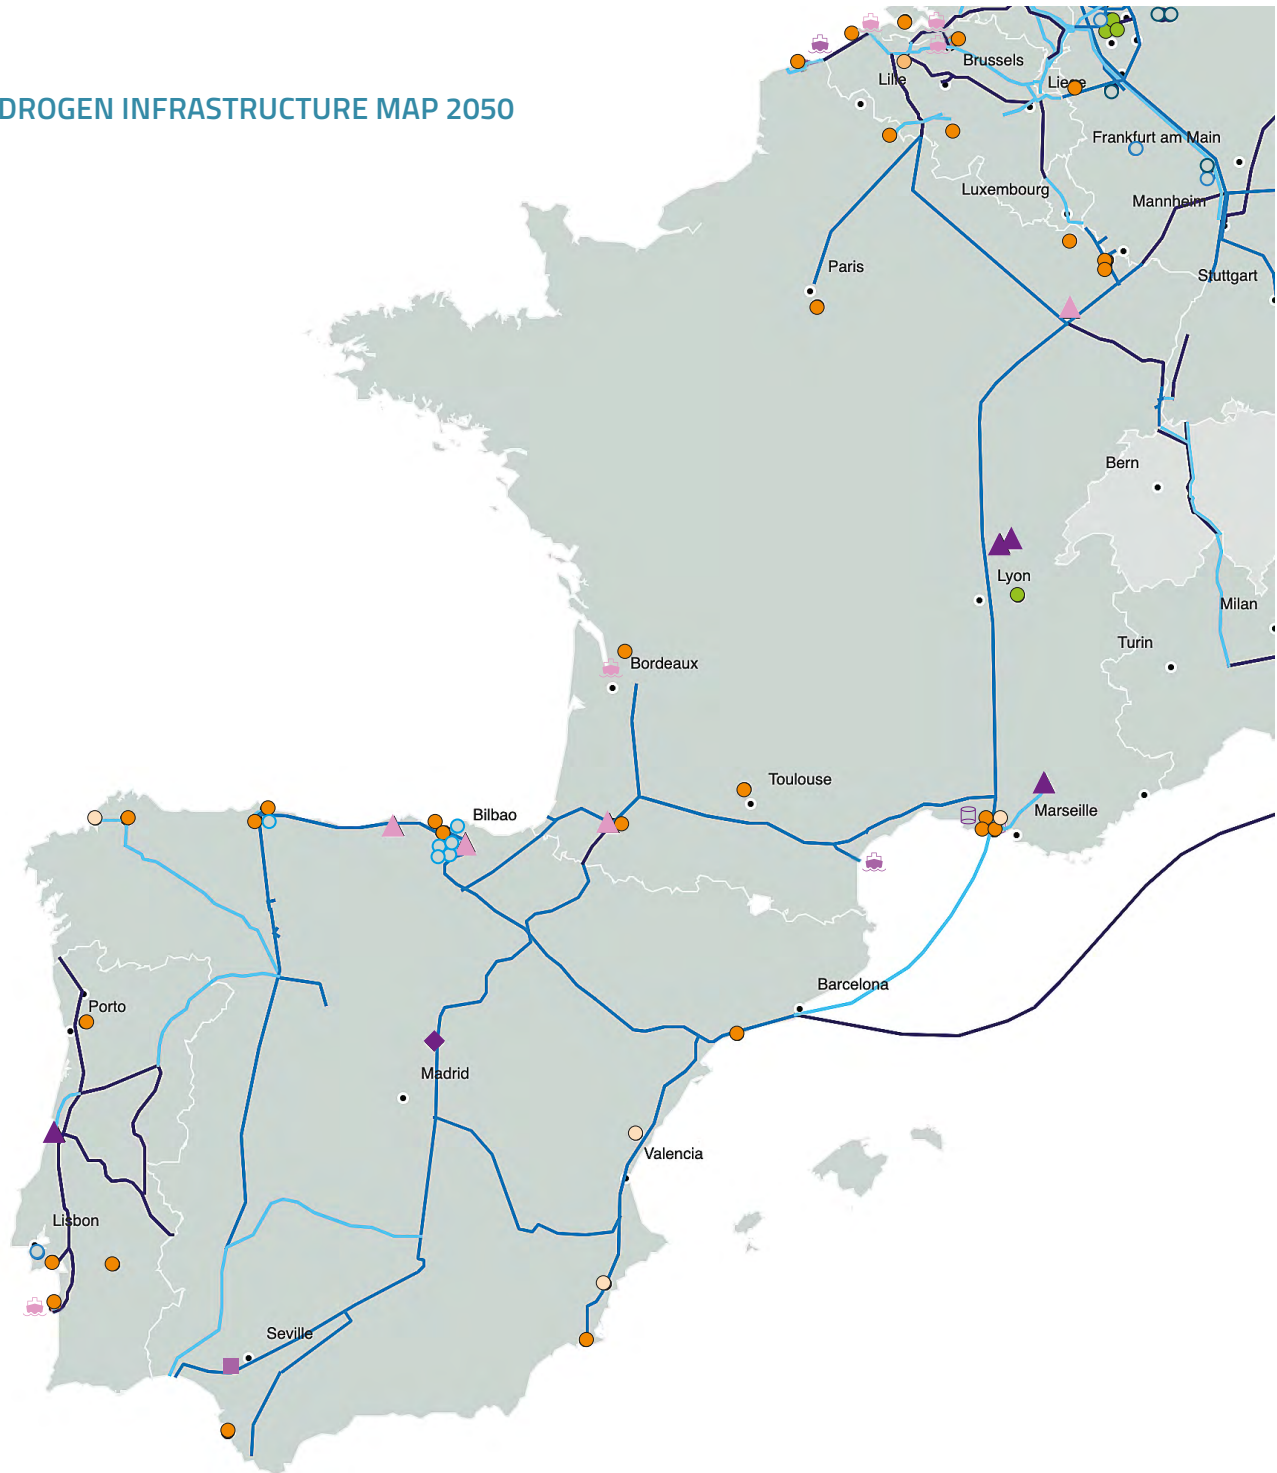 DROGEN INFRASTRUCTURE MAP 2050
Brussels
Lille
Liege
Frankfurt am Main
Luxembourg
Mannheim
Paris
Stuttgart
Bern
Lyon
Milan
Turin
Bordeaux
Toulouse
Marseille
Bilbao
Barcelona
Porto
Madrid
Valencia
Lisbon
Seville